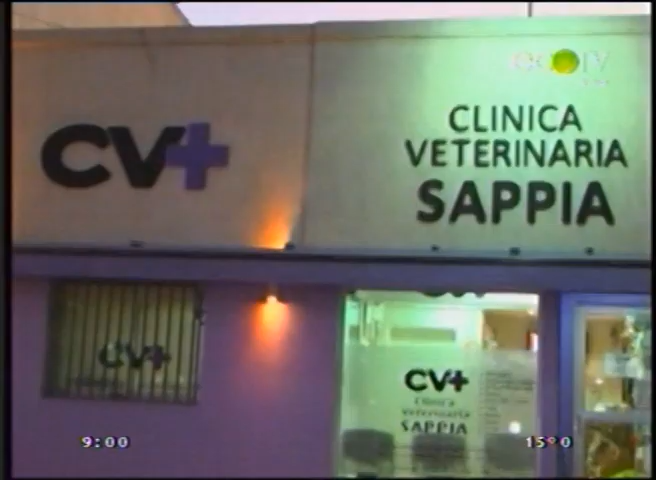 CV+
CLINICA
VETERINARIA
SAPPIA
CV+
CV+
Clinica
Veterinaria
SAPPIA
9:00
15°0